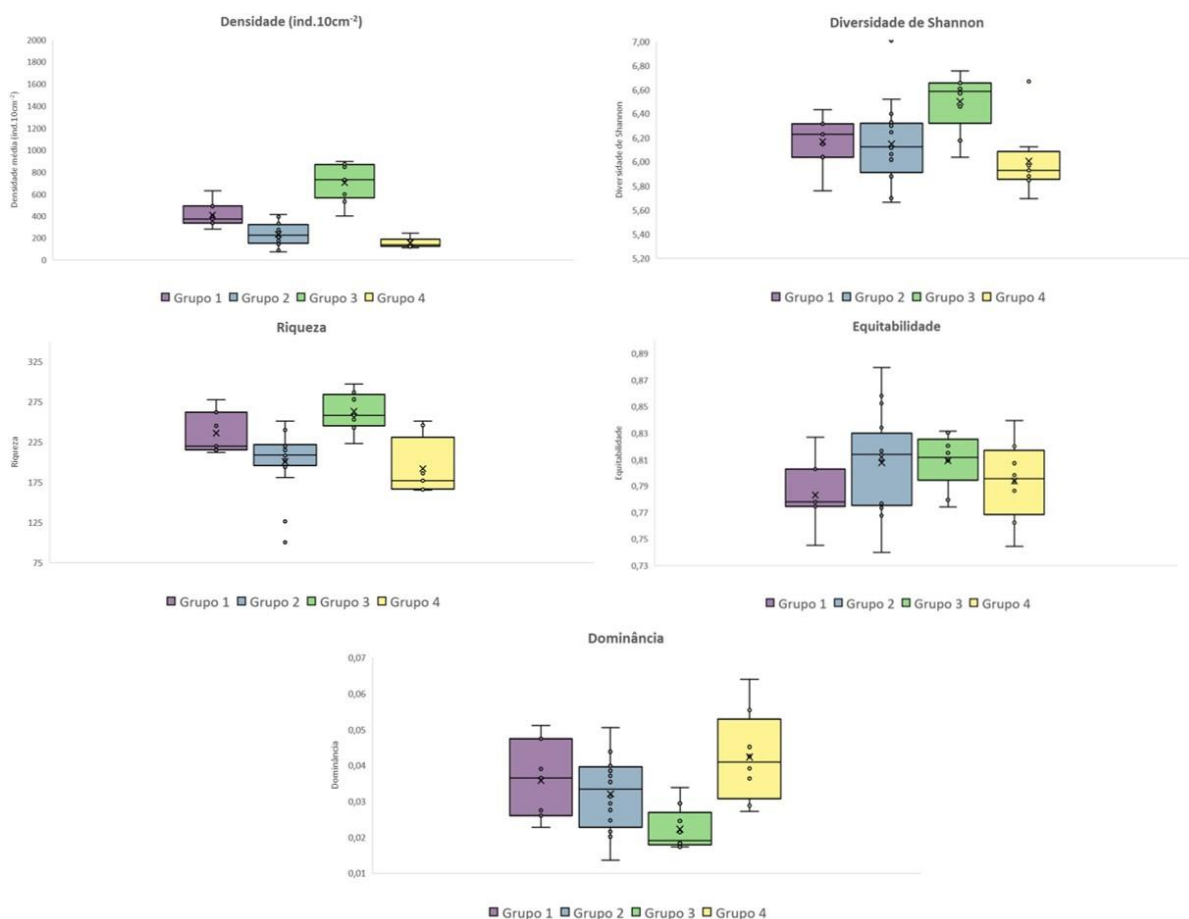 Densidade (ind.10cm⁻²)
Densidade média (ind.10cm⁻²)
2000
1800
1600
1400
1200
1000
800
600
400
200
0
Grupo 1 Grupo 2 Grupo 3 Grupo 4
Diversidade de Shannon
Diversidade de Shannon
7,00
6,80
6,60
6,40
6,20
6,00
5,80
5,60
5,40
5,20
Grupo 1 Grupo 2 Grupo 3 Grupo 4
Riqueza
Riqueza
325
275
225
175
125
75
Grupo 1 Grupo 2 Grupo 3 Grupo 4
Equitabilidade
Equitabilidade
0,89
0,87
0,85
0,83
0,81
0,79
0,77
0,75
0,73
Grupo 1 Grupo 2 Grupo 3 Grupo 4
Dominância
Dominância
0,07
0,06
0,05
0,04
0,03
0,02
0,01
Grupo 1 Grupo 2 Grupo 3 Grupo 4